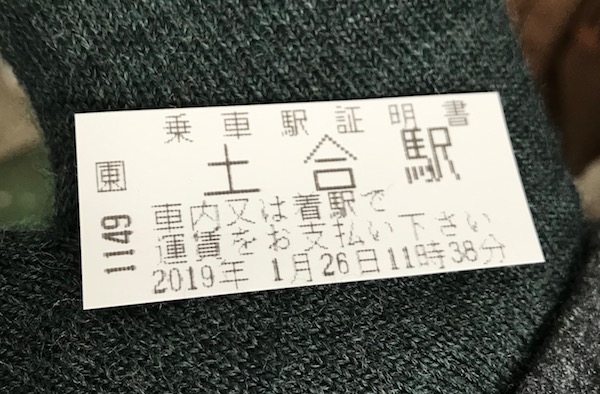 乗車駅証明書
東
土合駅
1149
車内又は着駅で
運賃をお支払い下さい
2019年 1月26日11時38分